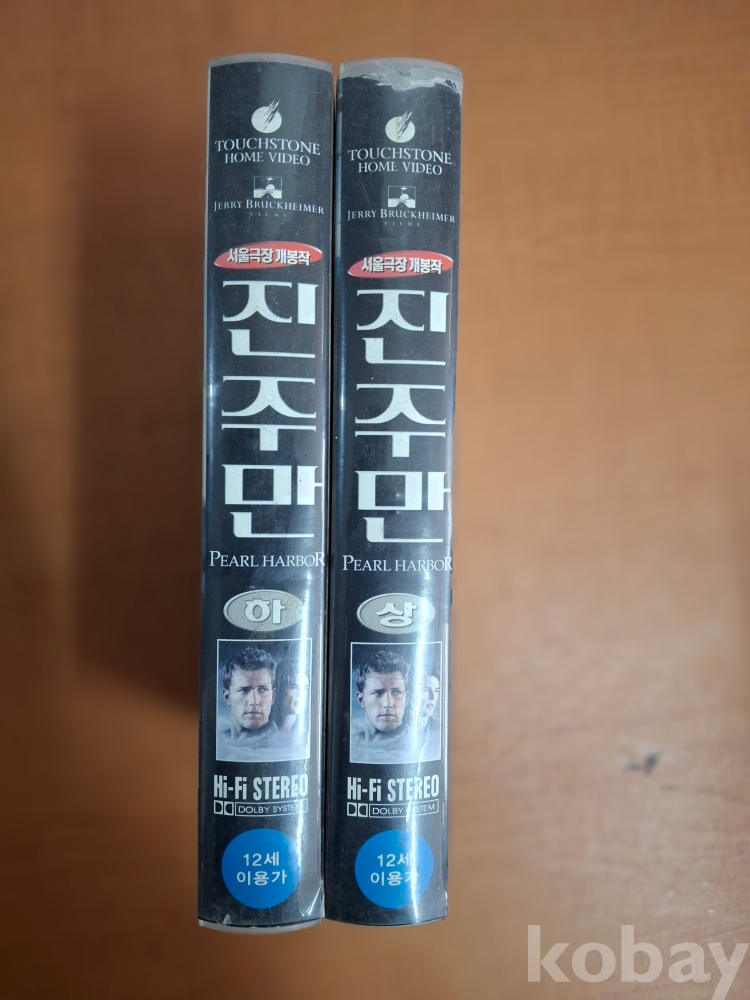 TOUCHSTONE
HOME VIDEO
JERRY BRUCKHEIMER
FILMS
서울극장 개봉작
진주만
PEARL HARBOR
하
Hi-Fi STEREO
DOLBY SYSTEM
12세
이용가
TOUCHSTONE
HOME VIDEO
JERRY BRUCKHEIMER
FILMS
서울극장 개봉작
진주만
PEARL HARBOR
상
Hi-Fi STEREO
DOLBY SYSTEM
12세
이용가
kobay